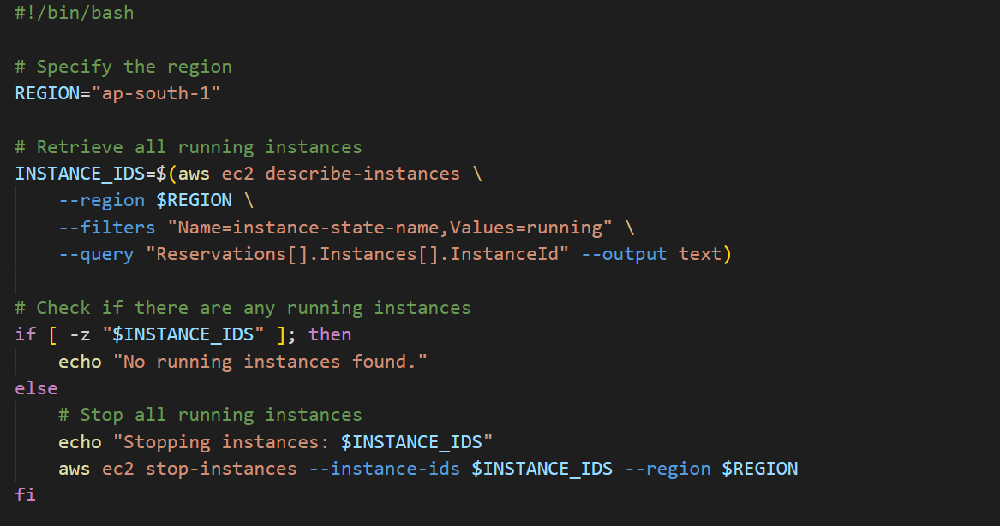 #!/bin/bash
# Specify the region
REGION="ap-south-1"
# Retrieve all running instances
INSTANCE_IDS=$(aws ec2 describe-instances \
    --region $REGION \
    --filters "Name=instance-state-name,Values=running" \
    --query "Reservations[].Instances[].InstanceId" --output text)
# Check if there are any running instances
if [ -z "$INSTANCE_IDS" ]; then
    echo "No running instances found."
else
    # Stop all running instances
    echo "Stopping instances: $INSTANCE_IDS"
    aws ec2 stop-instances --instance-ids $INSTANCE_IDS --region $REGION
fi